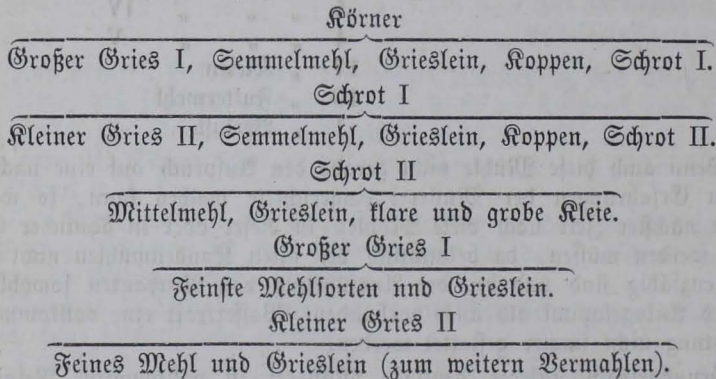 Körner
Großer Gries I, Semmelmehl, Grieslein, Koppen, Schrot I.
Schrot I
Kleiner Gries II, Semmelmehl, Grieslein, Koppen, Schrot II.
Schrot II
Mittelmehl, Grieslein, klare und grobe Kleie.
Großer Gries I
Feinste Mehlsorten und Grieslein.
Kleiner Gries II
Feines Mehl und Grieslein (zum weitern Vermahlen).